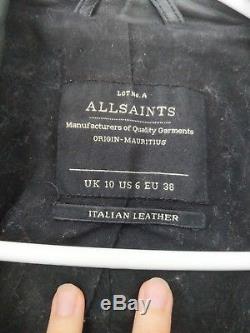 LOT No. A
ALLSAINTS
Manufacturers of Quality Garments
ORIGIN-MAURITIUS
UK 10 US 6 EU 38
ITALIAN LEATHER